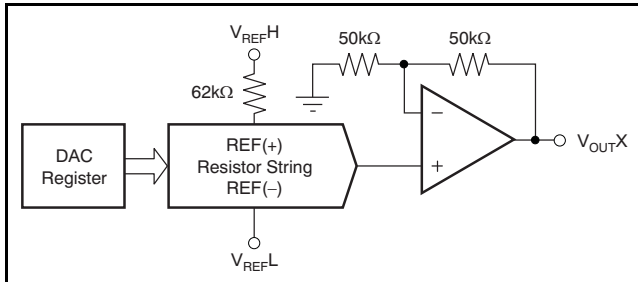 V_REFH
50kΩ
50kΩ
62kΩ
DAC
Register
REF(+)
Resistor String
REF(−)
−
+
V_OUTX
V_REFL